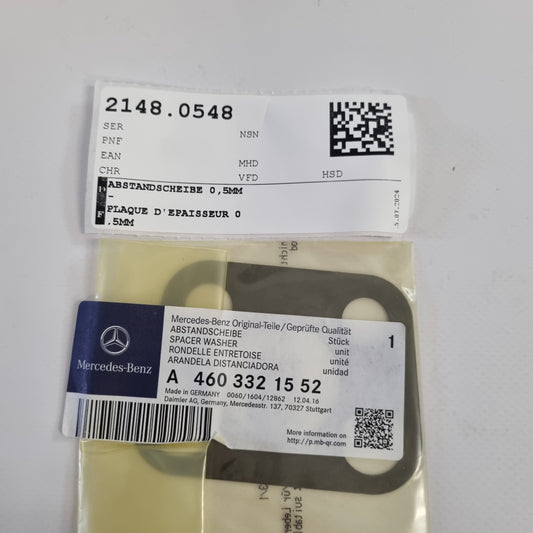 2148.0548
SER
NSN
PNF
EAN
MHD
CHR
VFD
HSD
D
ABSTANDSCHEIBE 0,5MM
-
F
PLAQUE D'EPAISSEUR 0
.5MM
5.07.2024
Mercedes-Benz
Mercedes-Benz Original-Teile/Geprüfte Qualität
ABSTANDSCHEIBE
Stück
1
SPACER WASHER
unit
RONDELLE ENTRETOISE
unité
ARANDELA DISTANCIADORA
unidad
A 460 332 15 52
Made in GERMANY 0060/1604/12862 12.04.16
Daimler AG, Germany, Mercedesstr. 137, 70327 Stuttgart
More information on
http://p.mb-qr.com